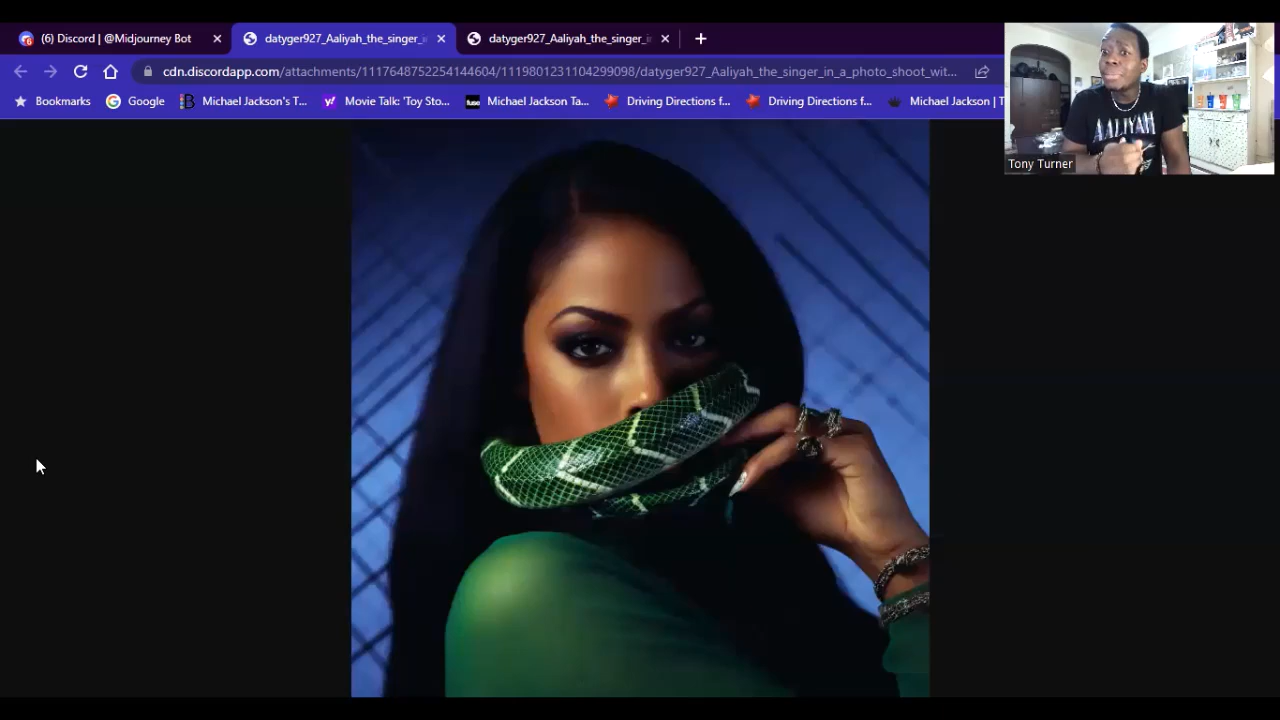 (6) Discord | @Midjourney Bot
datyger927_Aaliyah_the_singer_i
datyger927_Aaliyah_the_singer_i
cdn.discordapp.com/attachments/1117648752254144604/1119801231104299098/datyger927_Aaliyah_the_singer_in_a_photo_shoot_wit...
Bookmarks
Google
Michael Jackson's T...
Movie Talk: 'Toy Sto...
fuse
Michael Jackson Ta...
Driving Directions f...
Driving Directions f...
Michael Jackson | T
AALIYAH
Tony Turner